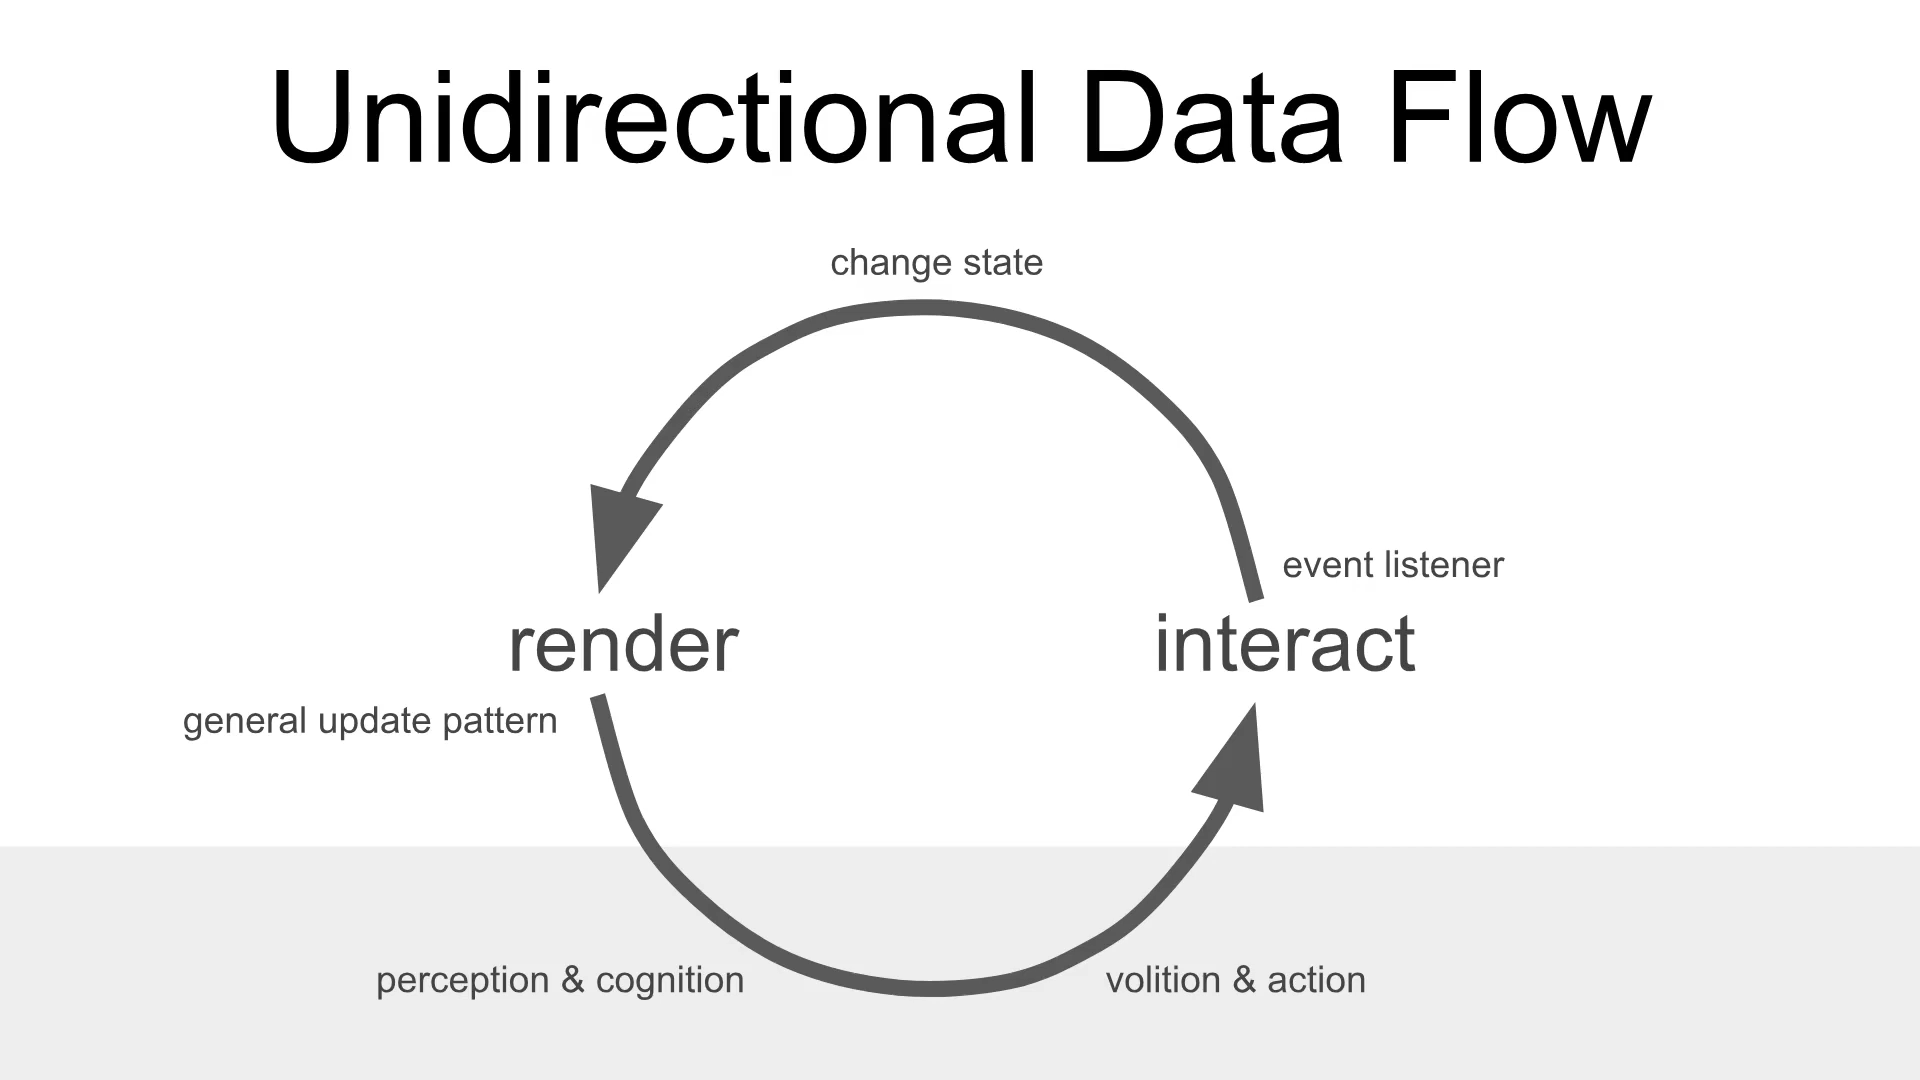 Unidirectional Data Flow
change state
event listener
render
interact
general update pattern
perception & cognition
volition & action